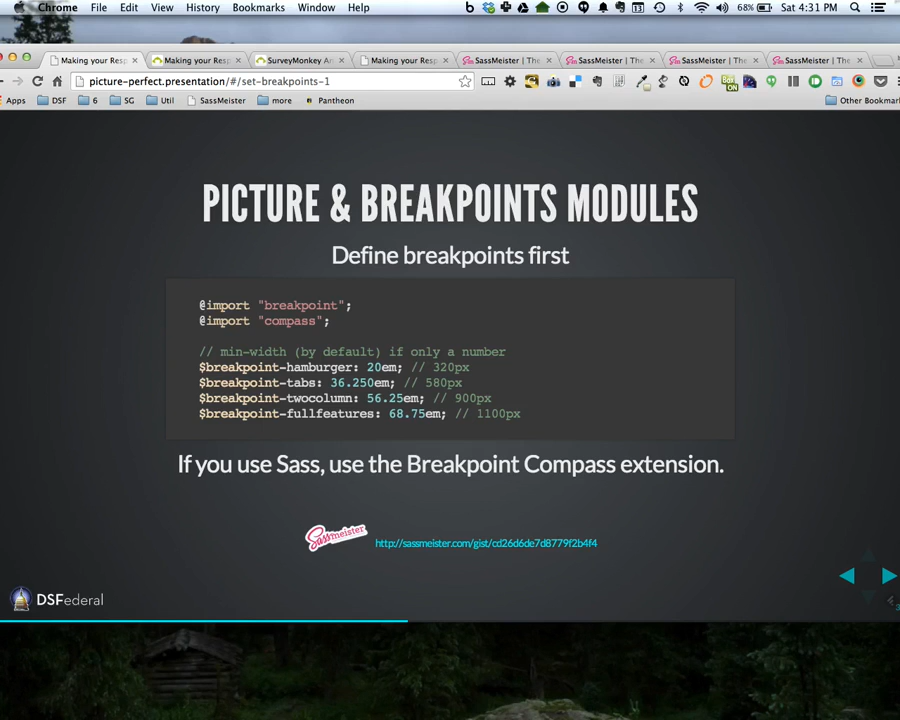 Chrome File Edit View History Bookmarks Window Help 68% Sat 4:31 PM
Making your Resp Making your Res SurveyMonkey An Making your Resp SassMeister | The SassMeister | The SassMeister | The SassMeister | The
picture-perfect.presentation/#/set-breakpoints-1
Apps DSF 6 SG Util SassMeister more Pantheon Other Bookmar
PICTURE & BREAKPOINTS MODULES
Define breakpoints first
@import "breakpoint";
@import "compass";
// min-width (by default) if only a number
$breakpoint-hamburger: 20em; // 320px
$breakpoint-tabs: 36.250em; // 580px
$breakpoint-twocolumn: 56.25em; // 900px
$breakpoint-fullfeatures: 68.75em; // 1100px
If you use Sass, use the Breakpoint Compass extension.
Sassmeister http://sassmeister.com/gist/cd26d6de7d8779f2b4f4
DSFederal